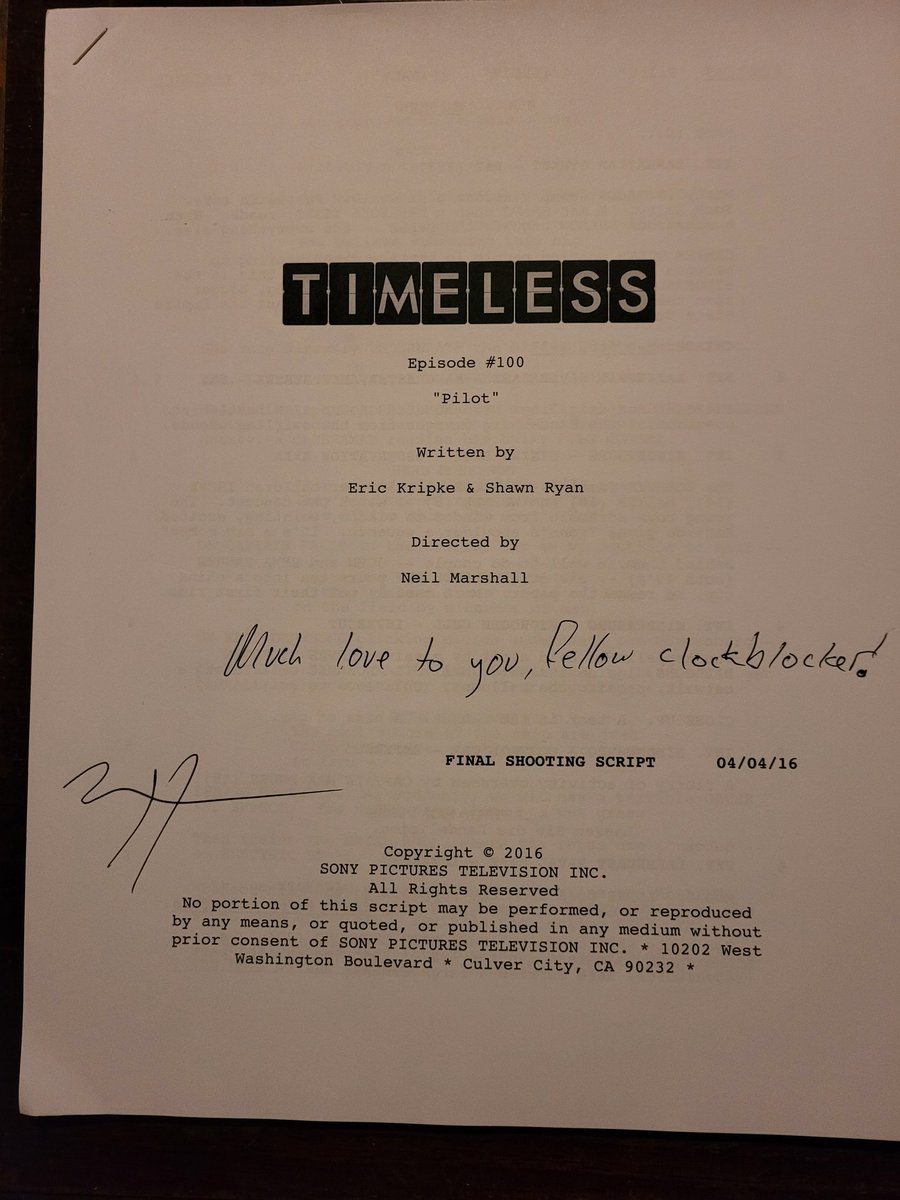 TIMELESS
Episode #100
"Pilot"
Written by
Eric Kripke & Shawn Ryan
Directed by
Neil Marshall
Much love to you, fellow clockblocker!
FINAL SHOOTING SCRIPT 04/04/16
Copyright © 2016
SONY PICTURES TELEVISION INC.
All Rights Reserved
No portion of this script may be performed, or reproduced
by any means, or quoted, or published in any medium without
prior consent of SONY PICTURES TELEVISION INC. * 10202 West
Washington Boulevard * Culver City, CA 90232 *